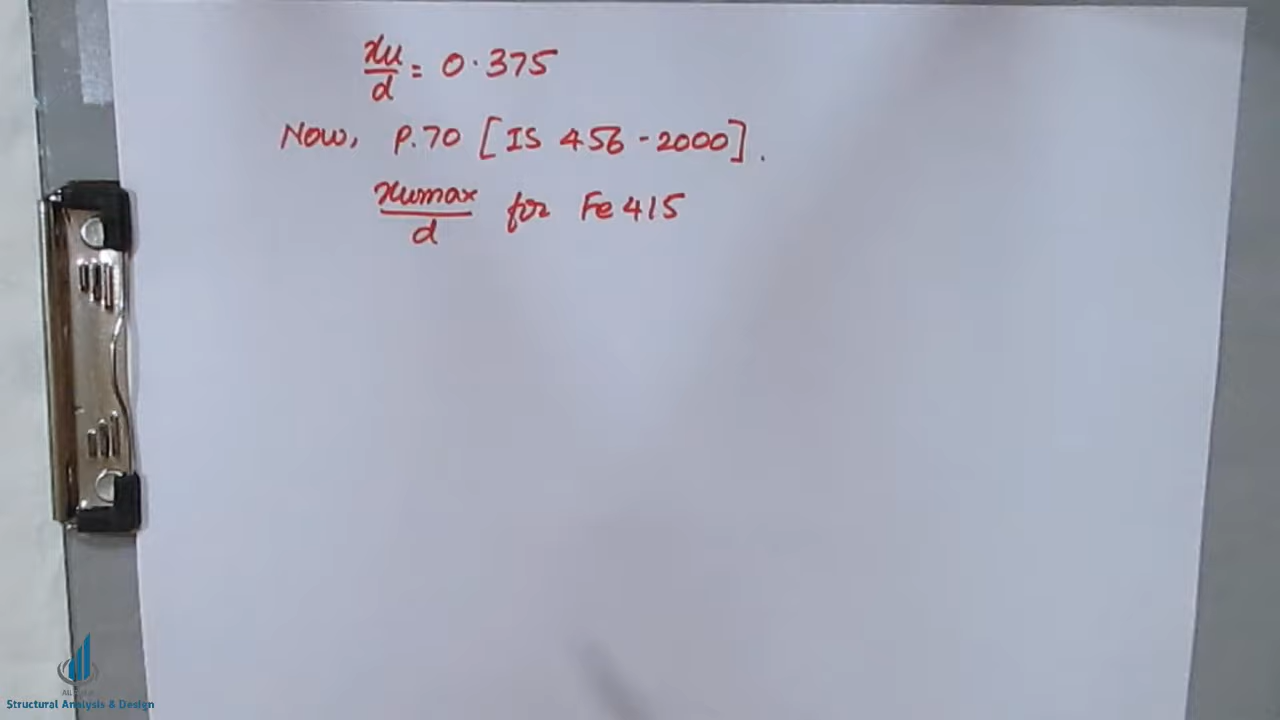 xu/d = 0.375
Now, P.70 [IS 456-2000].
xumax/d for Fe415
Structural Analysis & Design